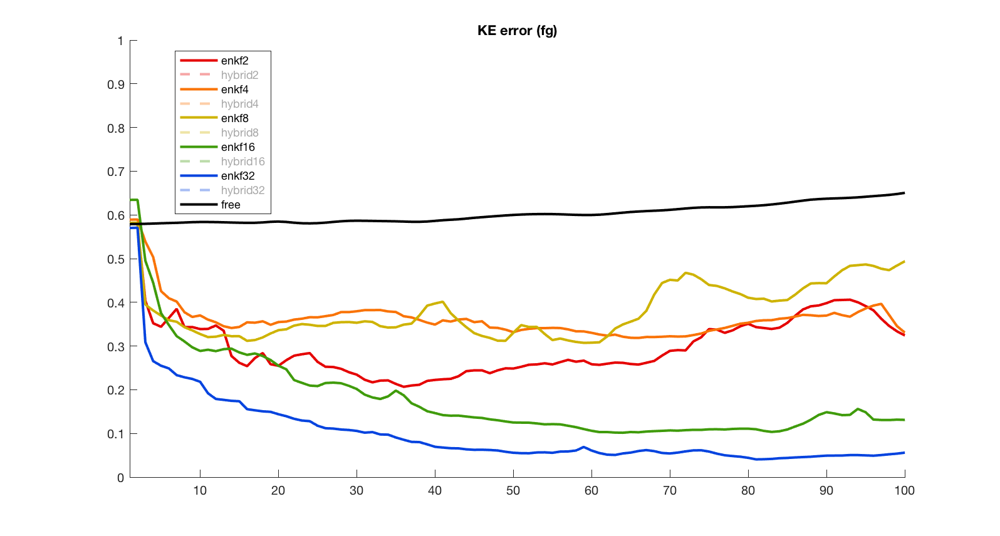 KE error (fg)
1
0.9
0.8
0.7
0.6
0.5
0.4
0.3
0.2
0.1
0
enkf2
hybrid2
enkf4
hybrid4
enkf8
hybrid8
enkf16
hybrid16
enkf32
hybrid32
free
10 20 30 40 50 60 70 80 90 100